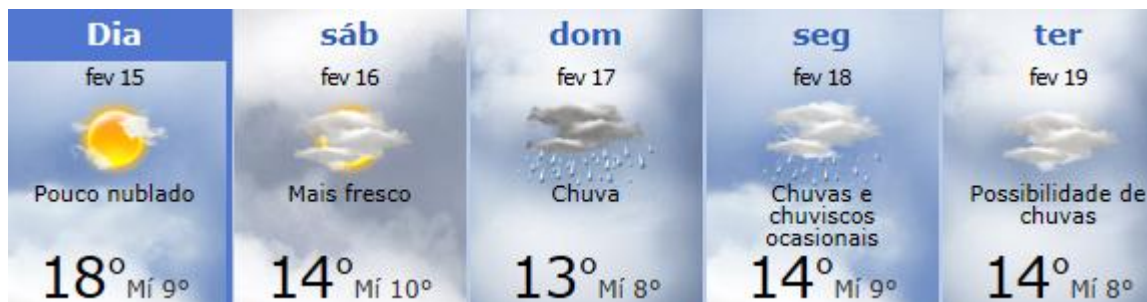 Dia
fev 15
Pouco nublado
18° Mí 9°
sáb
fev 16
Mais fresco
14° Mí 10°
dom
fev 17
Chuva
13° Mí 8°
seg
fev 18
Chuvas e
chuviscos
ocasionais
14° Mí 9°
ter
fev 19
Possibilidade de
chuvas
14° Mí 8°